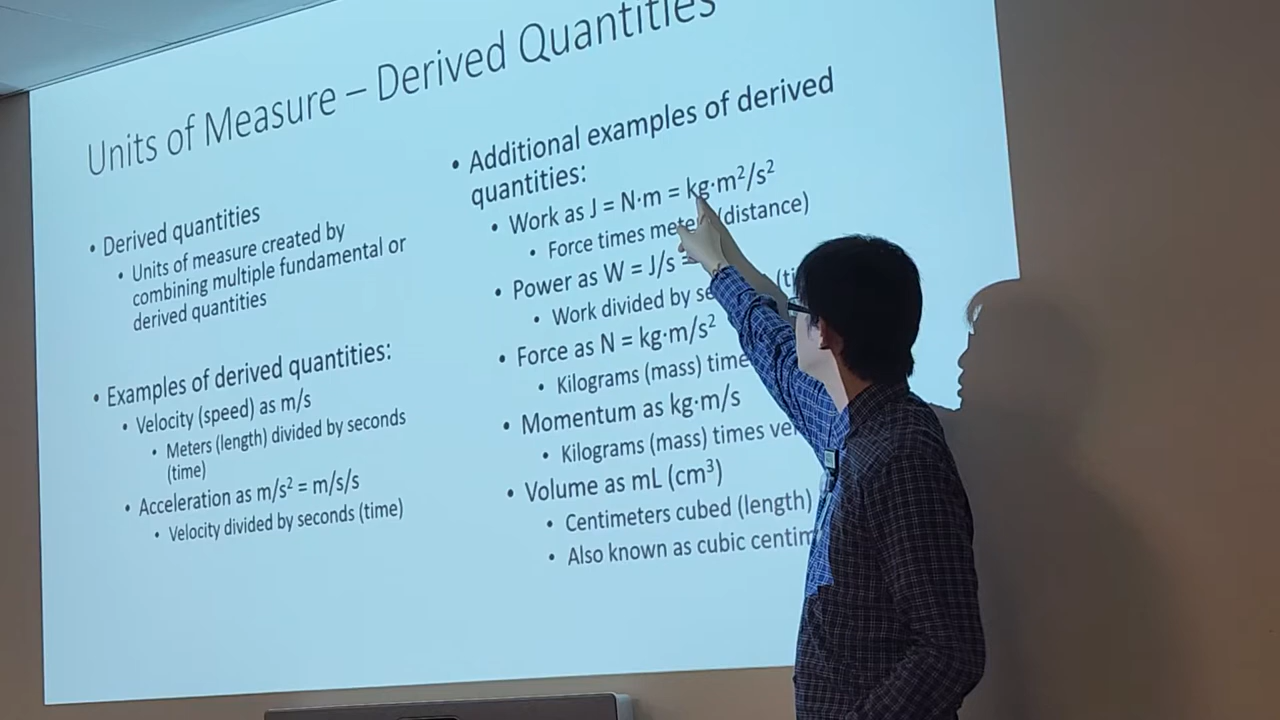 Units of Measure – Derived Quantities
• Derived quantities
• Units of measure created by
combining multiple fundamental or
derived quantities
• Examples of derived quantities:
• Velocity (speed) as m/s
• Meters (length) divided by seconds
(time)
• Acceleration as m/s² = m/s/s
• Velocity divided by seconds (time)
• Additional examples of derived
quantities:
• Work as J = N·m = kg·m²/s²
• Force times (distance)
• Power as W = J/s =
• Work divided by
• Force as N = kg·m/s²
• Kilograms (mass)
• Momentum as kg·m/s
• Kilograms (mass) times
• Volume as mL (cm³)
• Centimeters cubed (length)
• Also known as cubic